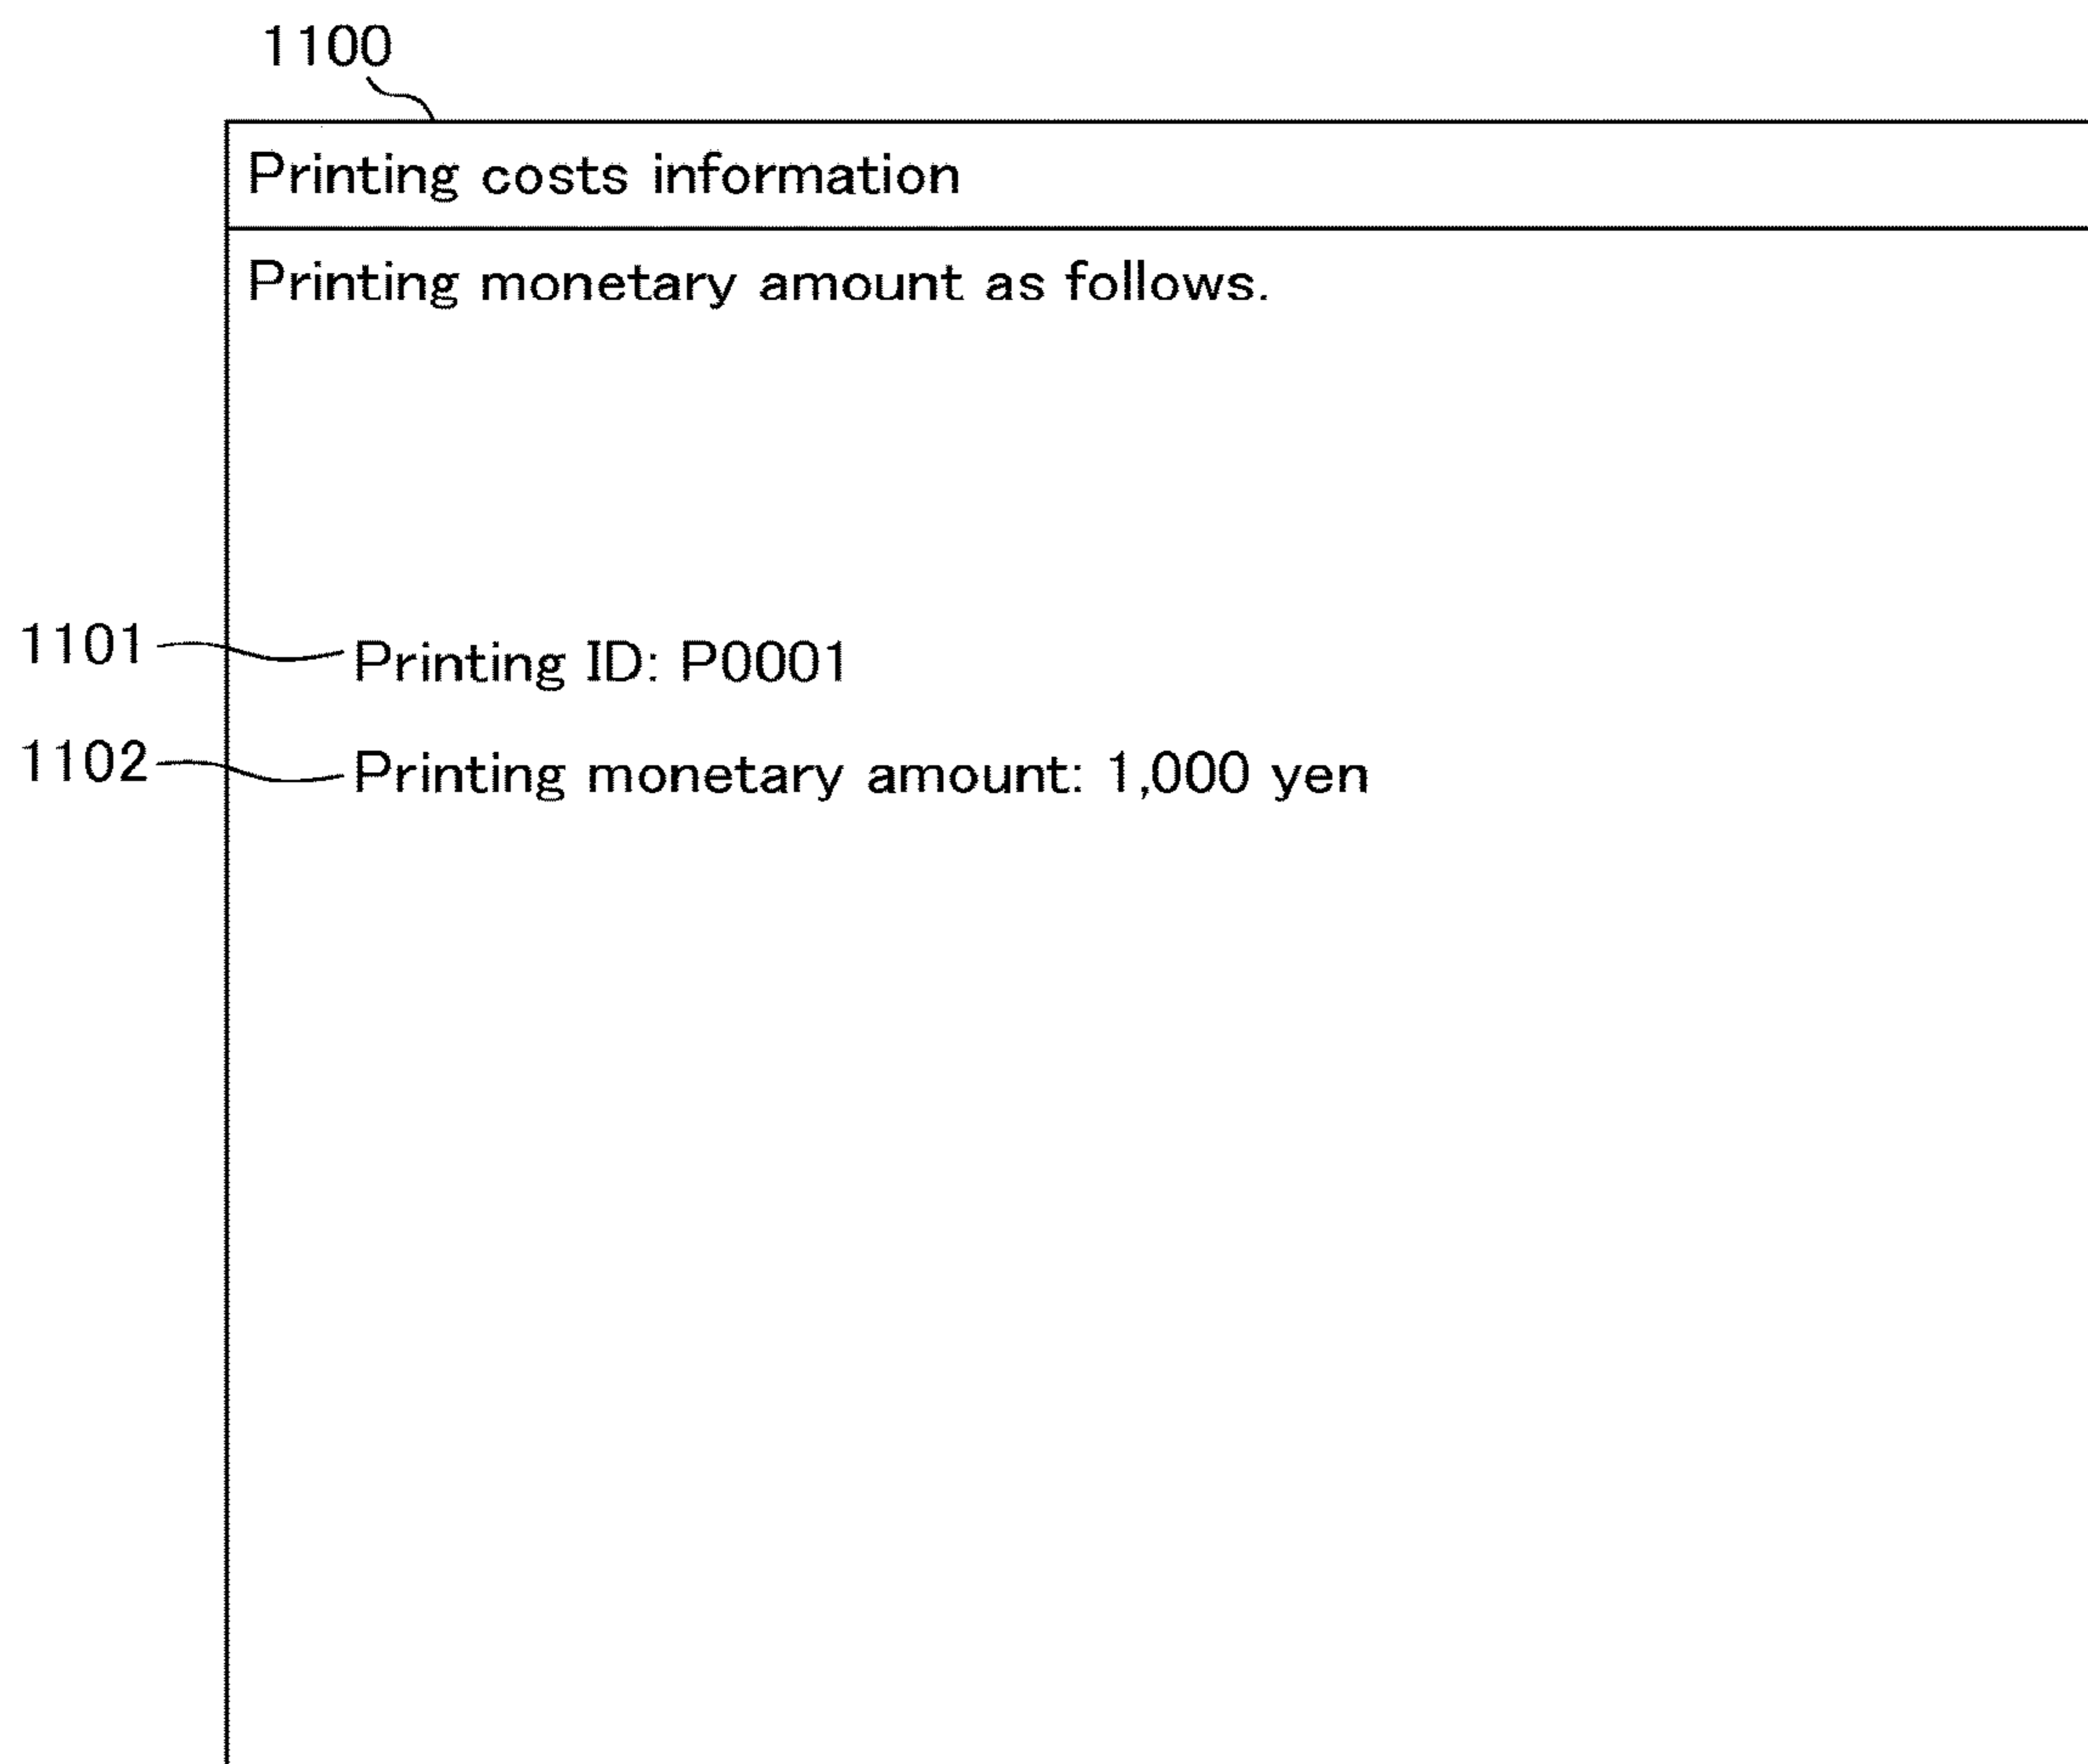 1100
Printing costs information
Printing monetary amount as follows.
1101 Printing ID: P0001
1102 Printing monetary amount: 1,000 yen